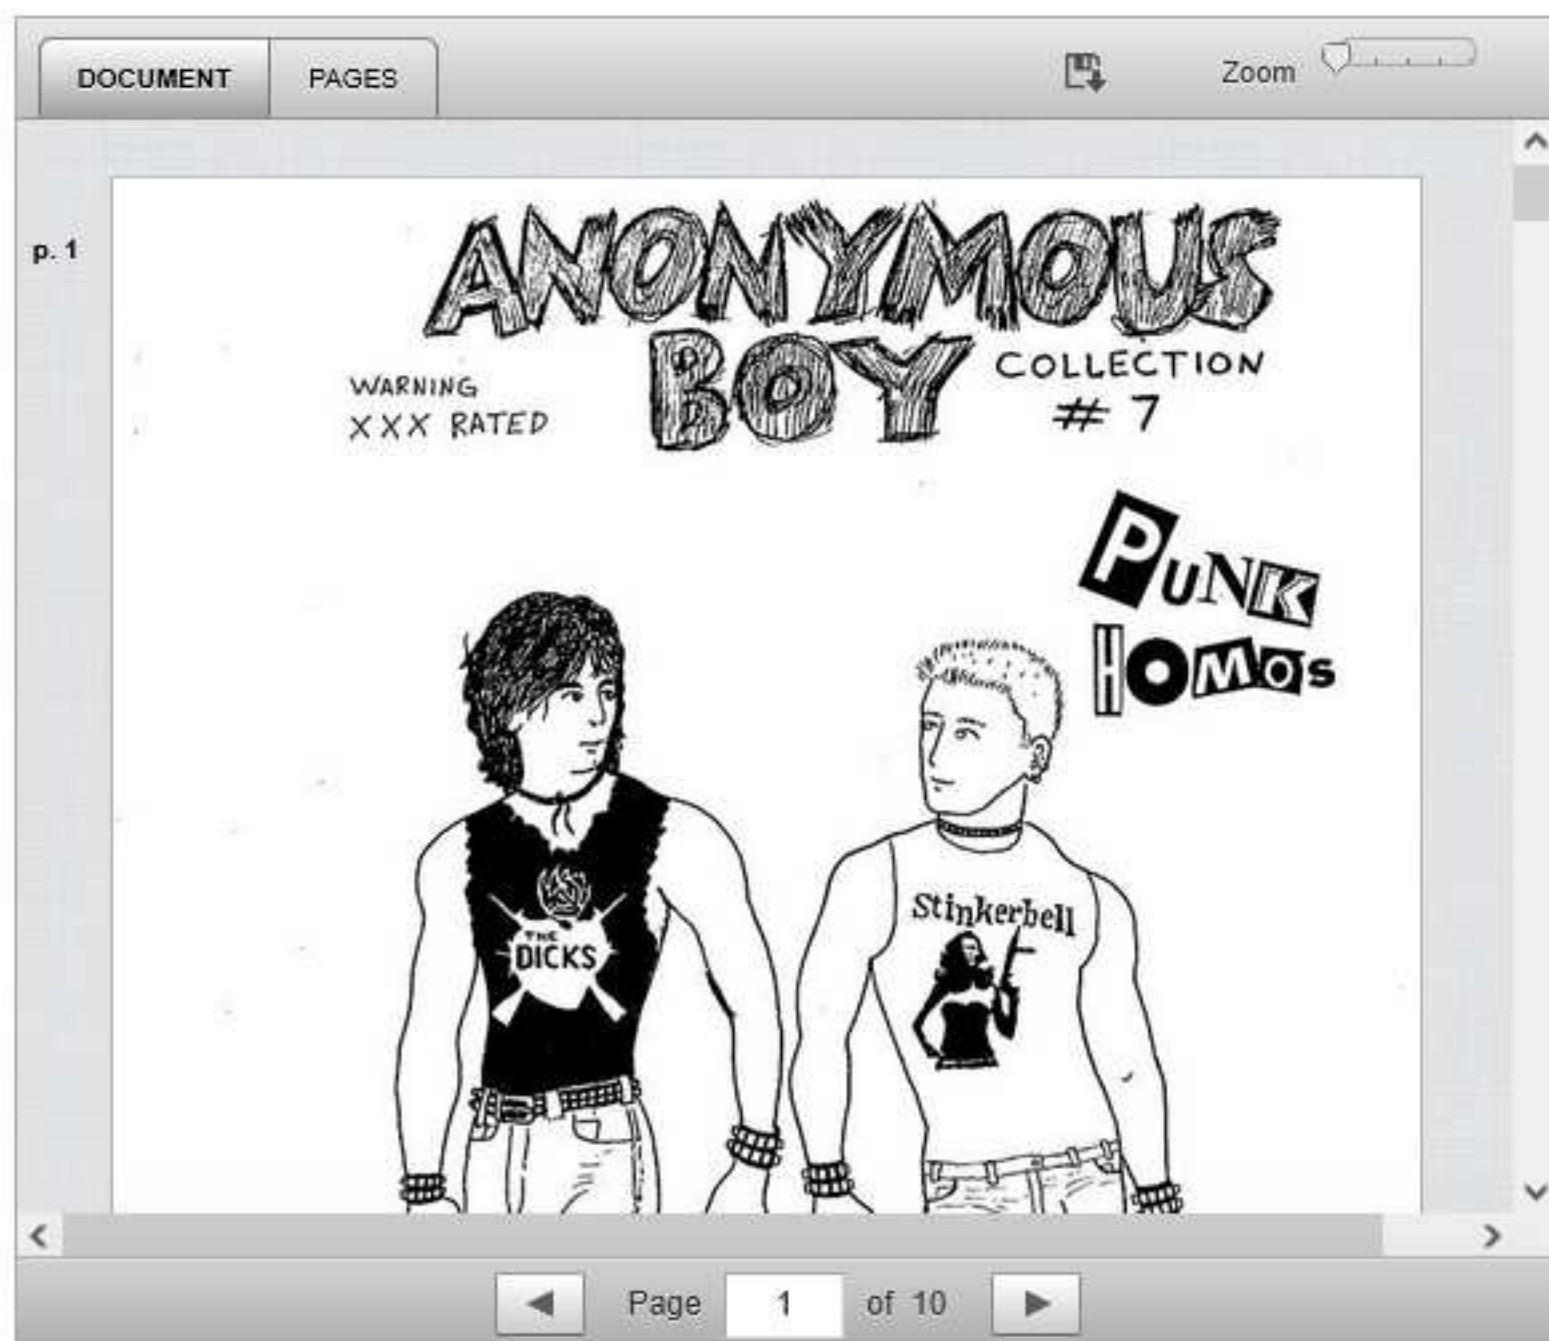 DOCUMENT PAGES Zoom
p. 1
ANONYMOUS
BOY
COLLECTION
# 7
WARNING
XXX RATED
PUNK
HOMOS
THE
DICKS
Stinkerbell
Page 1 of 10